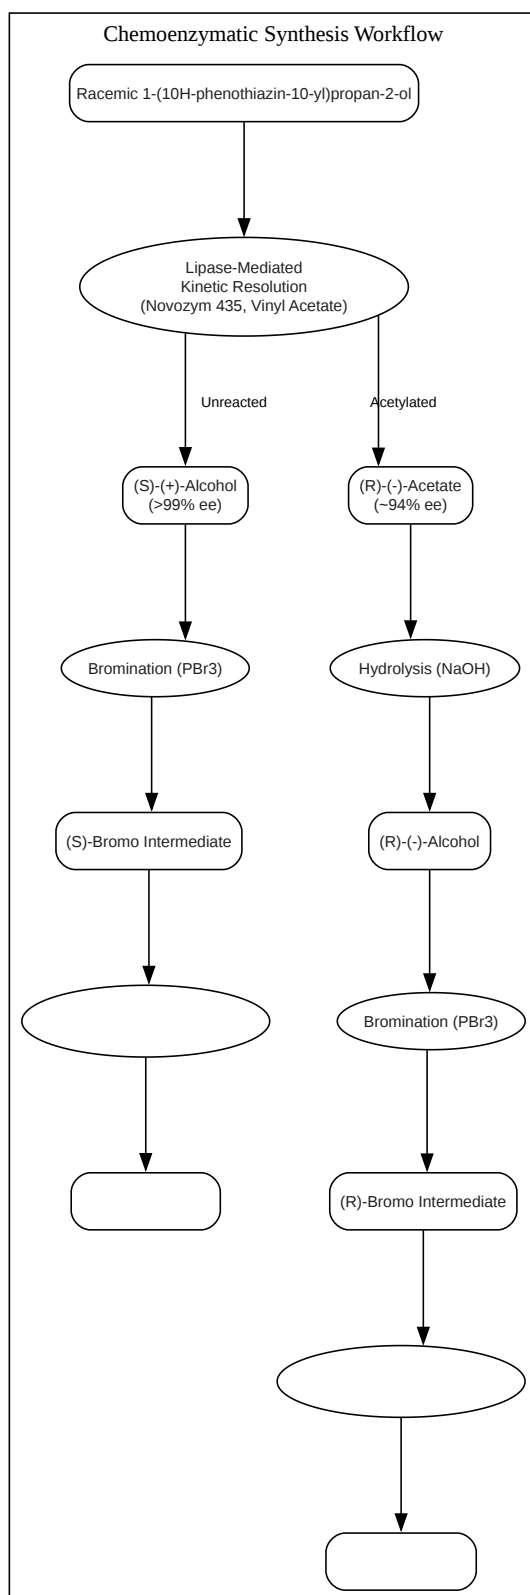 Chemoenzymatic Synthesis Workflow
Racemic 1-(10H-phenothiazin-10-yl)propan-2-ol
Lipase-Mediated
Kinetic Resolution
(Novozym 435, Vinyl Acetate)
Unreacted
Acetylated
(S)-(+)-Alcohol
(>99% ee)
(R)-(-)-Acetate
(~94% ee)
Bromination (PBr3)
Hydrolysis (NaOH)
(S)-Bromo Intermediate
(R)-(-)-Alcohol
Bromination (PBr3)
(R)-Bromo Intermediate